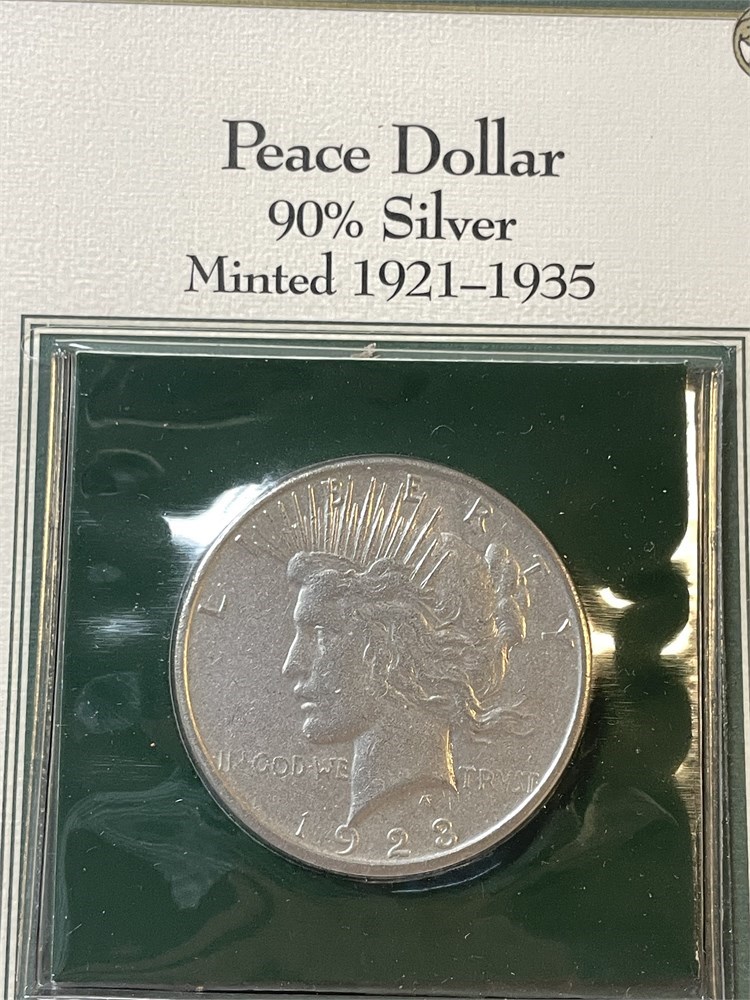 Peace Dollar
90% Silver
Minted 1921–1935
LIBERTY
IN GOD WE TRVST
1923